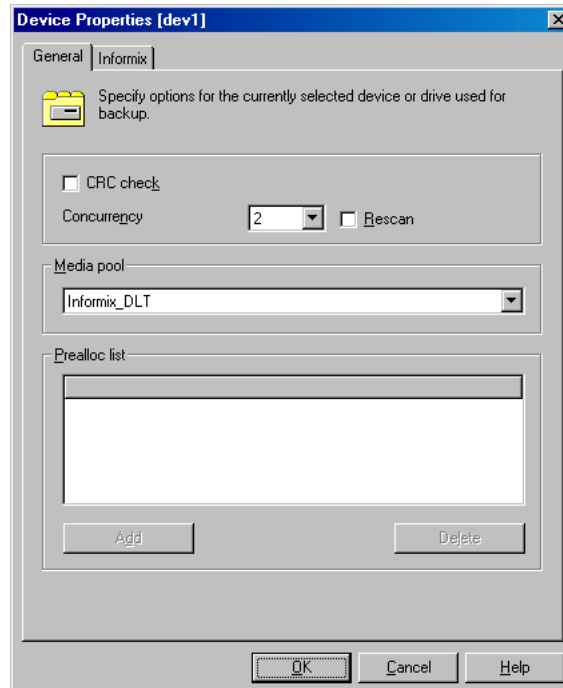 Device Properties [dev1]
General Informix
Specify options for the currently selected device or drive used for
backup.
CRC check
Concurrency 2 Rescan
Media pool
Informix_DLT
Prealloc list
Add Delete
OK Cancel Help